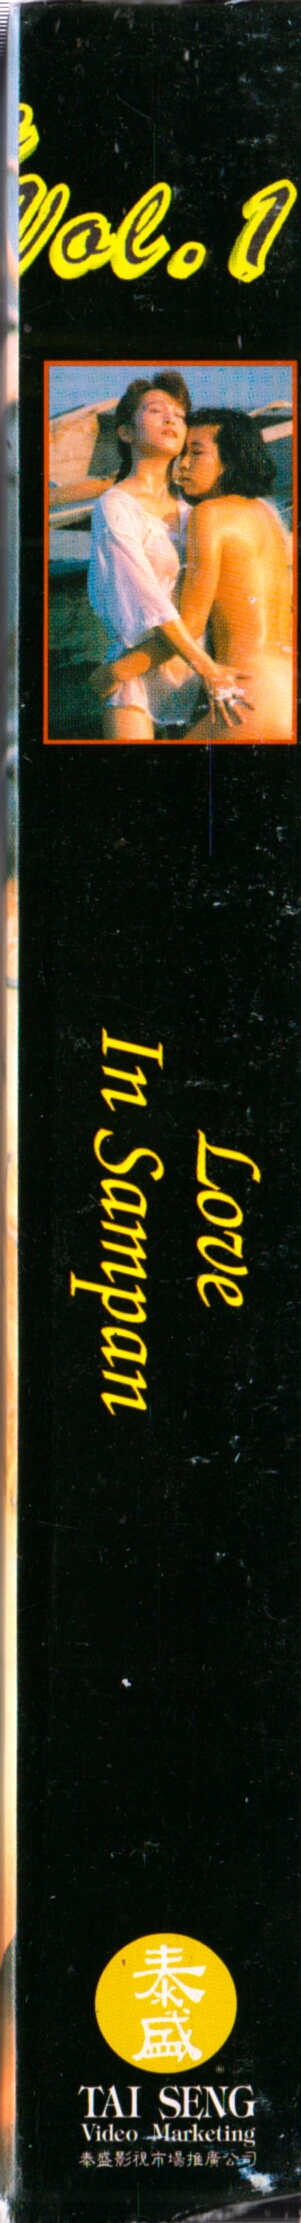 Vol. 1
Love
In Sampan
泰
盛
®
TAI SENG
Video Marketing
泰盛影視市場推廣公司